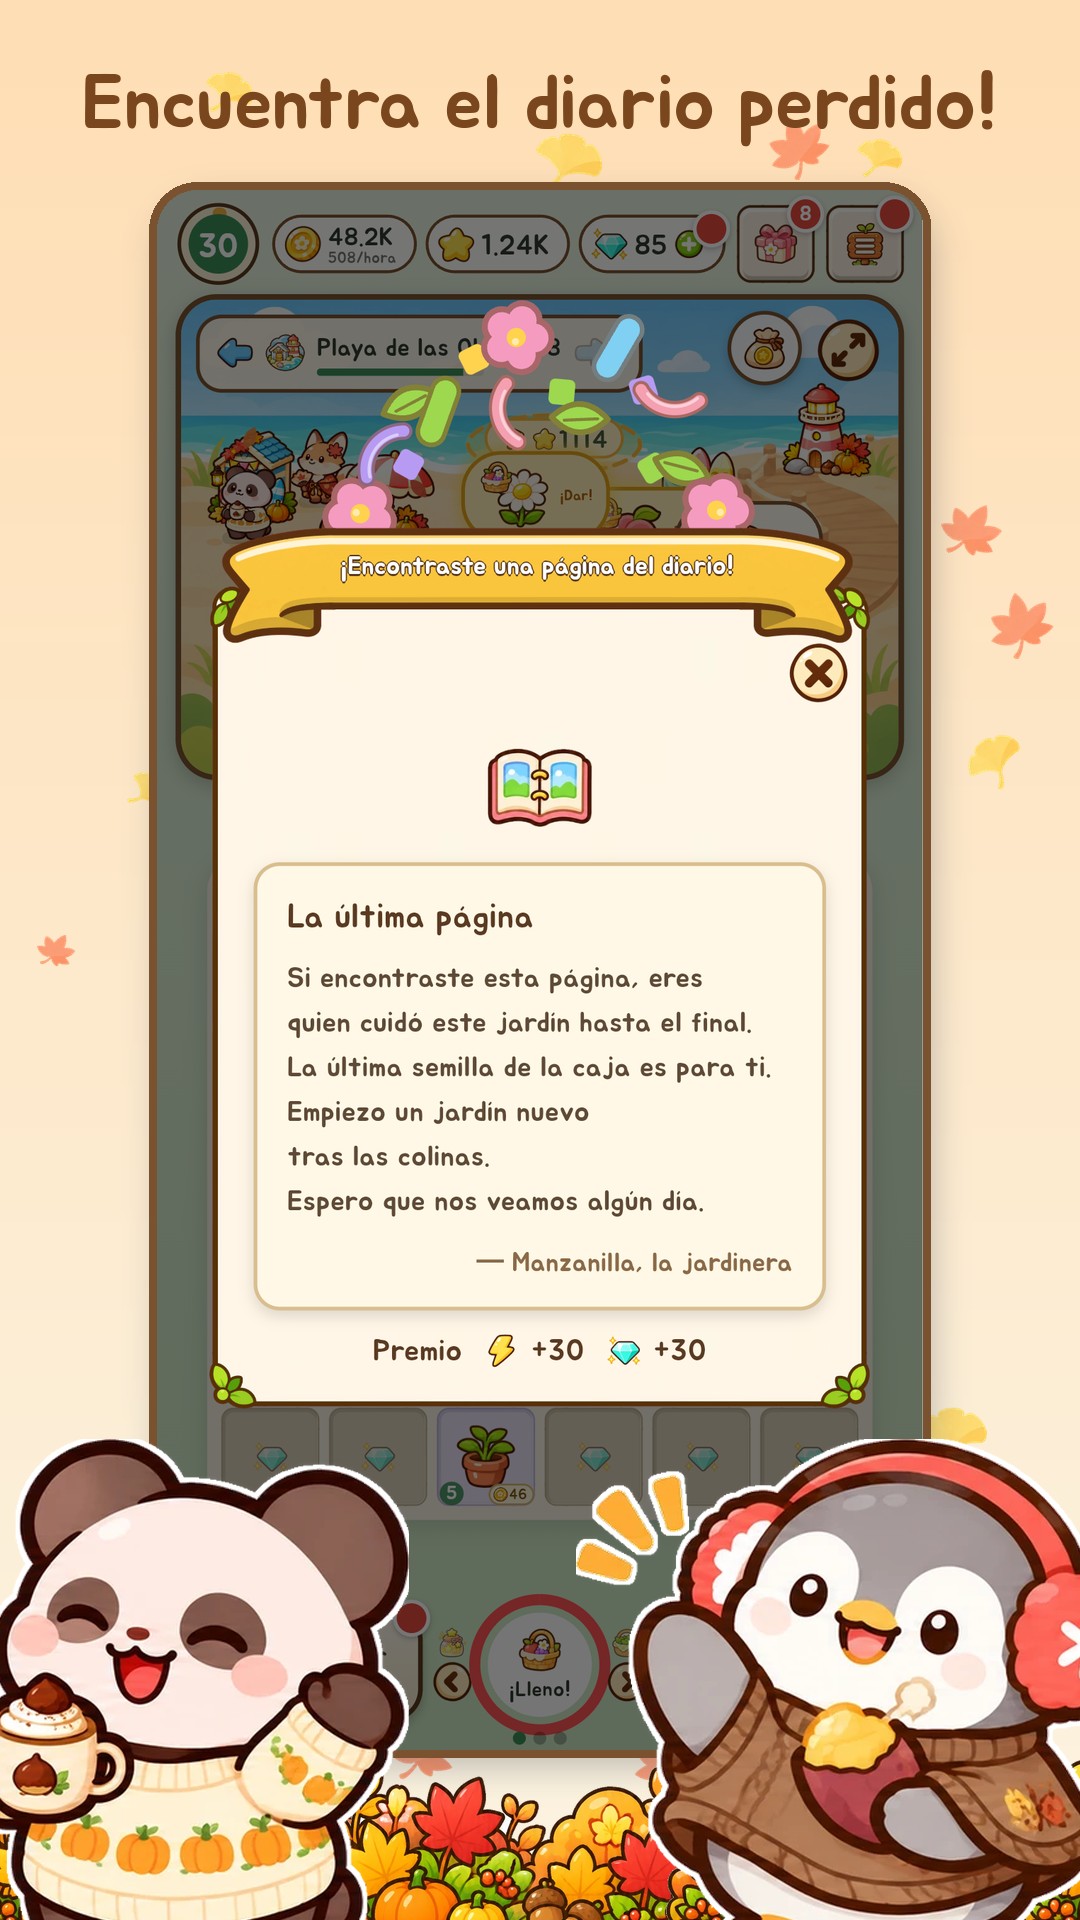 Encuentra el diario perdido!
30
48.2K
508/hora
1.24K
85
8
Playa de las
3
1114
¡Dar!
¡Encontraste una página del diario!
La última página
Si encontraste esta página, eres
quien cuidó este jardín hasta el final.
La última semilla de la caja es para ti.
Empiezo un jardín nuevo
tras las colinas.
Espero que nos veamos algún día.
— Manzanilla, la jardinera
Premio +30 +30
5
46
¡Lleno!